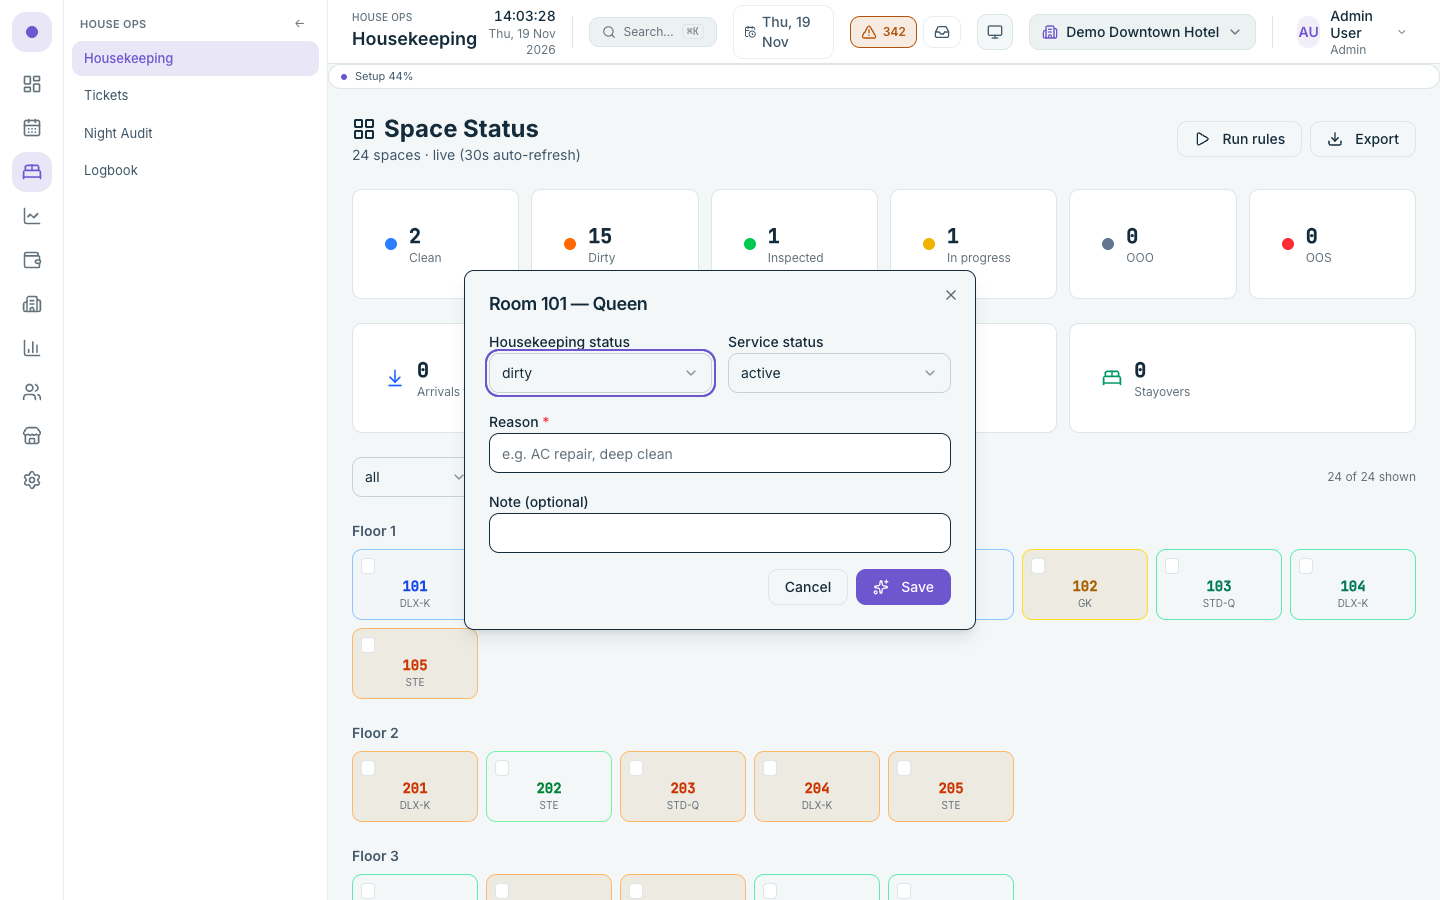 HOUSE OPS
Housekeeping
Tickets
Night Audit
Logbook
HOUSE OPS
Housekeeping
14:03:28
Thu, 19 Nov
2026
Search...
⌘K
Thu, 19
Nov
342
Demo Downtown Hotel
AU
Admin
User
Admin
Setup 44%
Space Status
24 spaces · live (30s auto-refresh)
Run rules
Export
2
Clean
15
Dirty
1
Inspected
1
In progress
0
OOO
0
OOS
0
Arrivals
0
Stayovers
Room 101 — Queen
Housekeeping status
Service status
dirty
active
Reason *
e.g. AC repair, deep clean
Note (optional)
Cancel
Save
all
24 of 24 shown
Floor 1
101
DLX-K
102
GK
103
STD-Q
104
DLX-K
105
STE
Floor 2
201
DLX-K
202
STE
203
STD-Q
204
DLX-K
205
STE
Floor 3